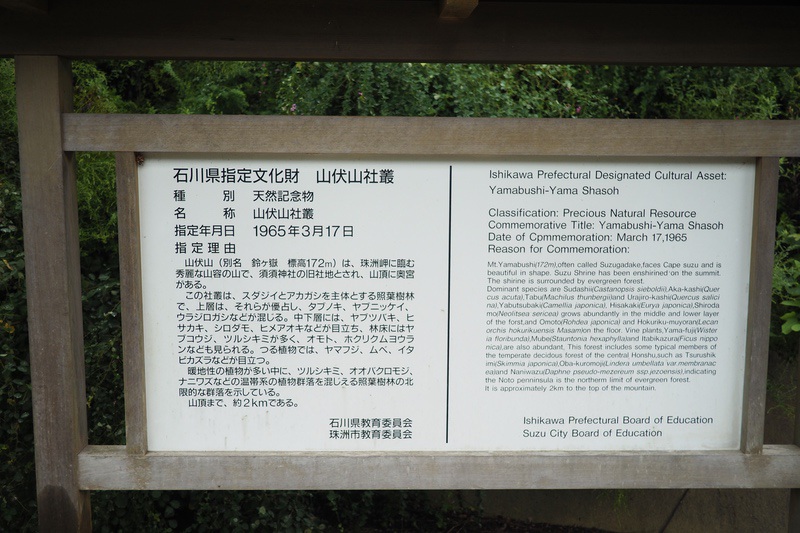 石川県指定文化財　山伏山社叢
種　　別　天然記念物
名　　称　山伏山社叢
指定年月日　1965年3月17日
指定理由
山伏山（別名　鈴ヶ嶽　標高172m）は、珠洲岬に臨む
秀麗な山容の山で、須須神社の旧社地とされ、山頂に奥宮
がある。
この社叢は、スダジイとアカガシを主体とする照葉樹林
で、上層は、それらが優占し、タブノキ、ヤブニッケイ、
ウラジロガシなどが混じる。中下層には、ヤブツバキ、ヒ
サカキ、シロダモ、ヒメアオキなどが目立ち、林床にはヤ
ブコウジ、ツルシキミが多く、オモト、ホクリクムヨウラ
ンなども見られる。つる植物では、ヤマフジ、ムベ、イタ
ビカズラなどが目立つ。
暖地性の植物が多い中に、ツルシキミ、オオバクロモジ、
ナニワズなどの温帯系の植物群落を混じる照葉樹林の北
限的な群落を示している。
山頂まで、約2kmである。
石川県教育委員会
珠洲市教育委員会
Ishikawa Prefectural Designated Cultural Asset:
Yamabushi-Yama Shasoh
Classification: Precious Natural Resource
Commemorative Title: Yamabushi-Yama Shasoh
Date of Cpmmemoration: March 17,1965
Reason for Commemoration:
Mt.Yamabushi(172m),often called Suzugadake,faces Cape suzu and is
beautiful in shape. Suzu Shrine has been enshirined on the summit.
The shirine is surrounded by evergreen forest.
Dominant species are Sudashii(Castanopsis sieboldii),Aka-kashi(Quer
cus acuta),Tabu(Machilus thunbergii)and Urajiro-kashi(Quercus salici
na),Yabutsubaki(Camellia japonica), Hisakaki(Eurya japonica),Shiroda
mo(Neolitsea sericea) grows abundantly in the middle and lower layer
of the forst,and Omoto(Rohdea japonica) and Hokuriku-muyoran(Lecan
orchis hokurikuensis Masam)on the floor. Vine plants,Yama-fuji(Wister
ia floribunda),Mube(Stauntonia hexaphylla)and Itabikazura(Ficus nippo
nica),are also abundant. This forest includes some typical members of
the temperate decidous forest of the central Honshu,such as Tsurushik
imi(Skimmia japonica),Oba-kuromoji(Lindera umbellata var membranac
ea)and Naniwazu(Daphne pseudo-mezereum ssp.jezoensis),indicating
the Noto penninsula is the northerm limit of evergreen forest.
It is approximately 2km to the top of the mountain.
Ishikawa Prefectural Board of Education
Suzu City Board of Education